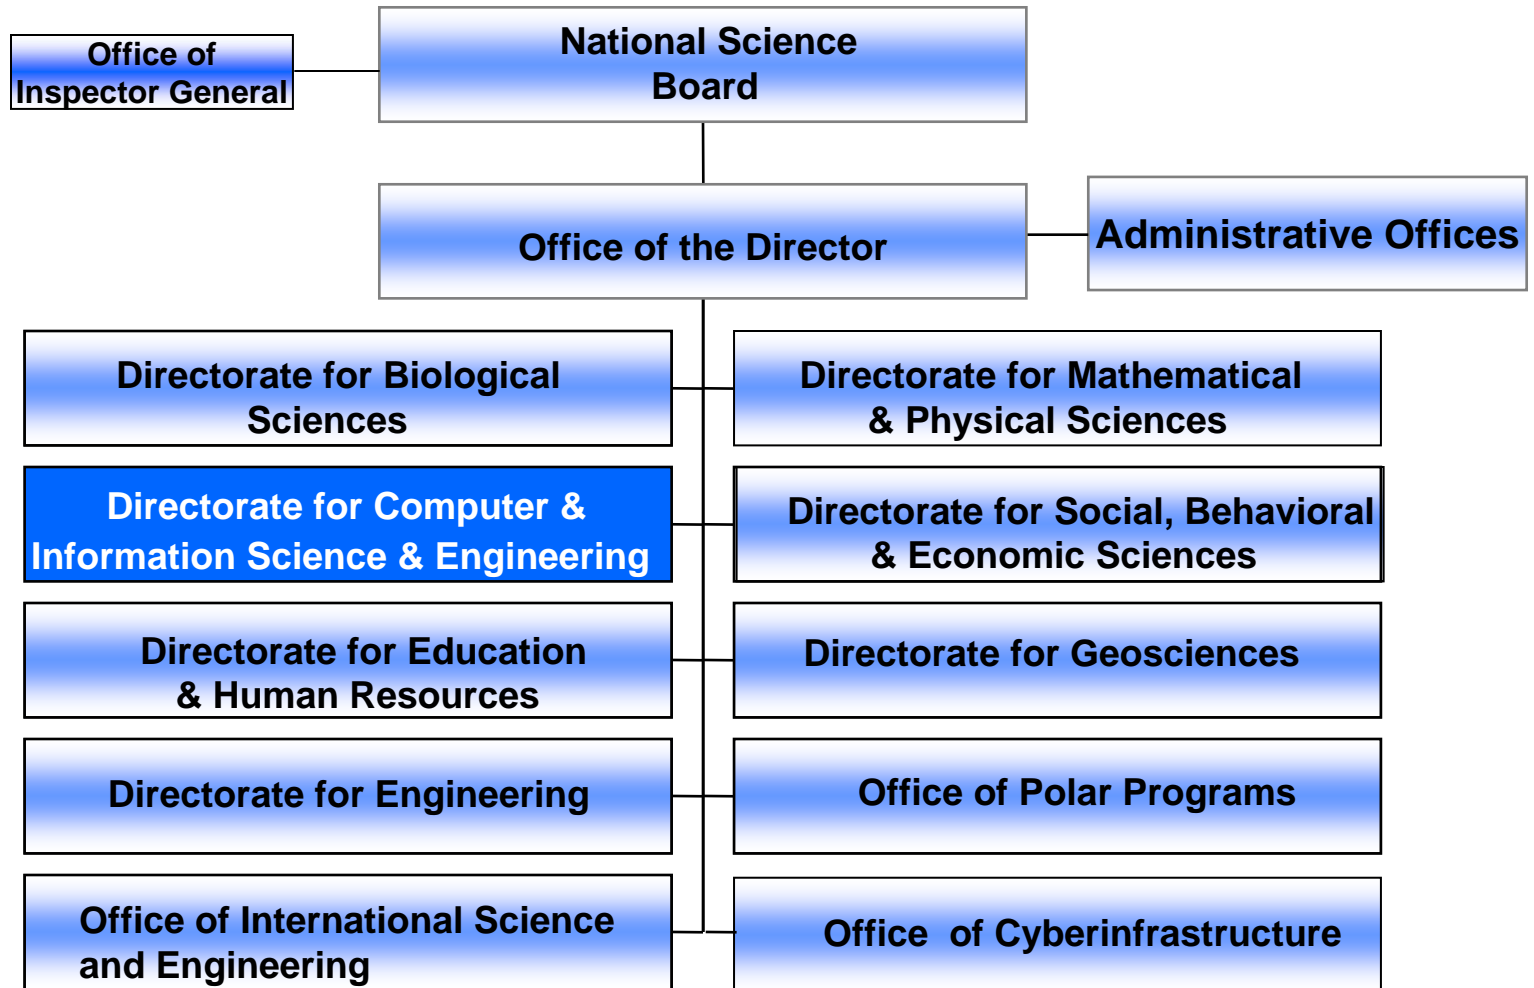 Office of
Inspector General
National Science
Board
Office of the Director
Administrative Offices
Directorate for Biological
Sciences
Directorate for Mathematical
& Physical Sciences
Directorate for Computer &
Information Science & Engineering
Directorate for Social, Behavioral
& Economic Sciences
Directorate for Education
& Human Resources
Directorate for Geosciences
Directorate for Engineering
Office of Polar Programs
Office of International Science
and Engineering
Office of Cyberinfrastructure